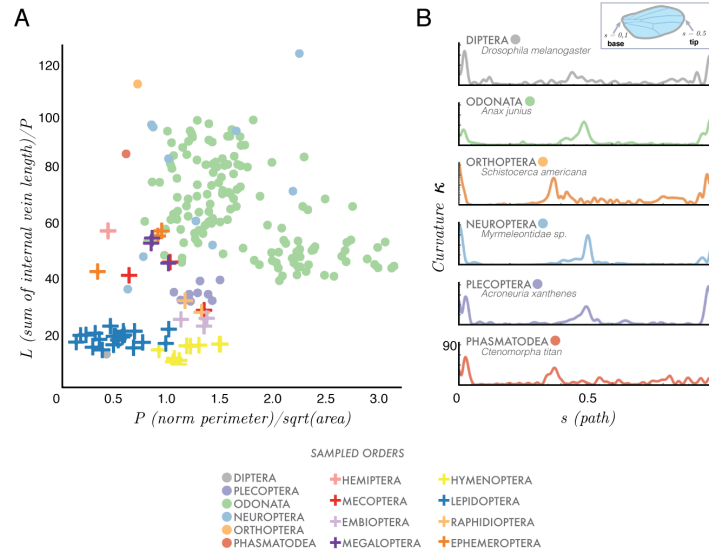 A
B
L (sum of internal vein length)/P
120
100
80
60
40
20
0
0.5
1.0
1.5
2.0
2.5
3.0
P (norm perimeter)/sqrt(area)
s = 0,1
base
s = 0.5
tip
DIPTERA
Drosophila melanogaster
ODONATA
Anax junius
ORTHOPTERA
Schistocerca americana
NEUROPTERA
Myrmeleontidae sp.
PLECOPTERA
Acroneuria xanthenes
PHASMATODEA
Ctenomorpha titan
Curvature κ
90
0
0.5
s (path)
SAMPLED ORDERS
DIPTERA
PLECOPTERA
ODONATA
NEUROPTERA
ORTHOPTERA
PHASMATODEA
HEMIPTERA
MECOPTERA
EMBIOPTERA
MEGALOPTERA
HYMENOPTERA
LEPIDOPTERA
RAPHIDIOPTERA
EPHEMEROPTERA